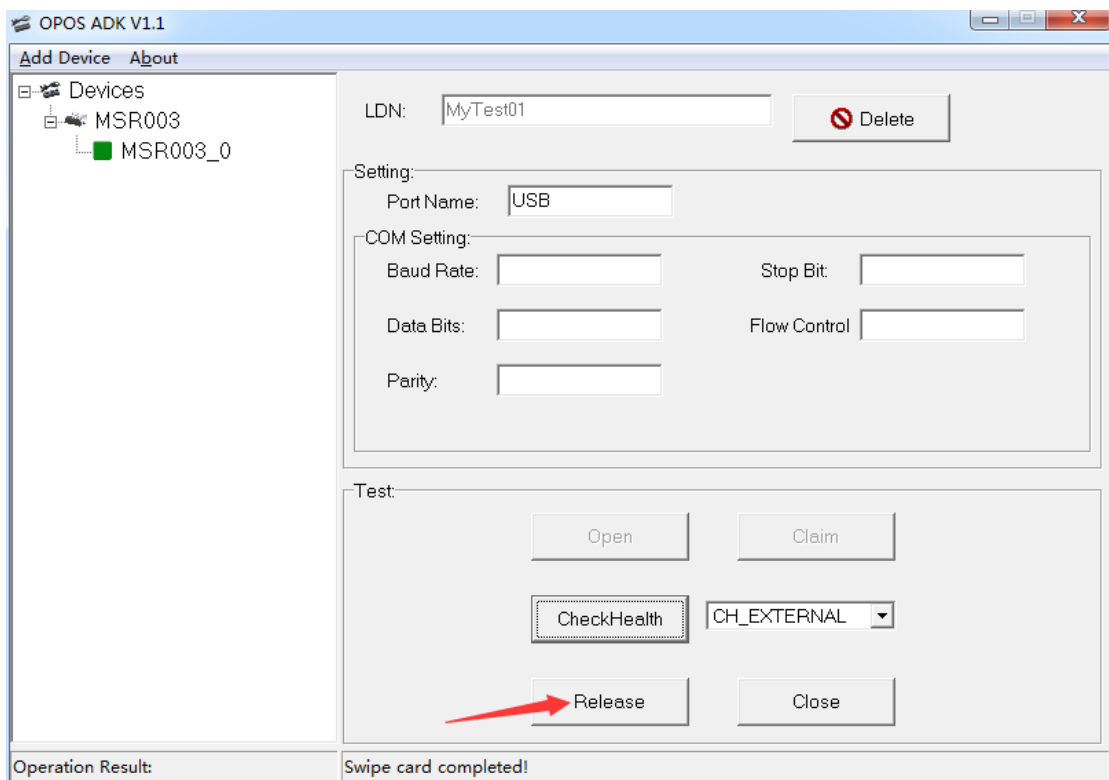 OPOS ADK V1.1
Add Device About
Devices
MSR003
MSR003_0
LDN: MyTest01 Delete
Setting:
Port Name: USB
COM Setting:
Baud Rate: Stop Bit:
Data Bits: Flow Control
Parity:
Test:
Open Claim
CheckHealth CH_EXTERNAL
Release Close
Operation Result: Swipe card completed!